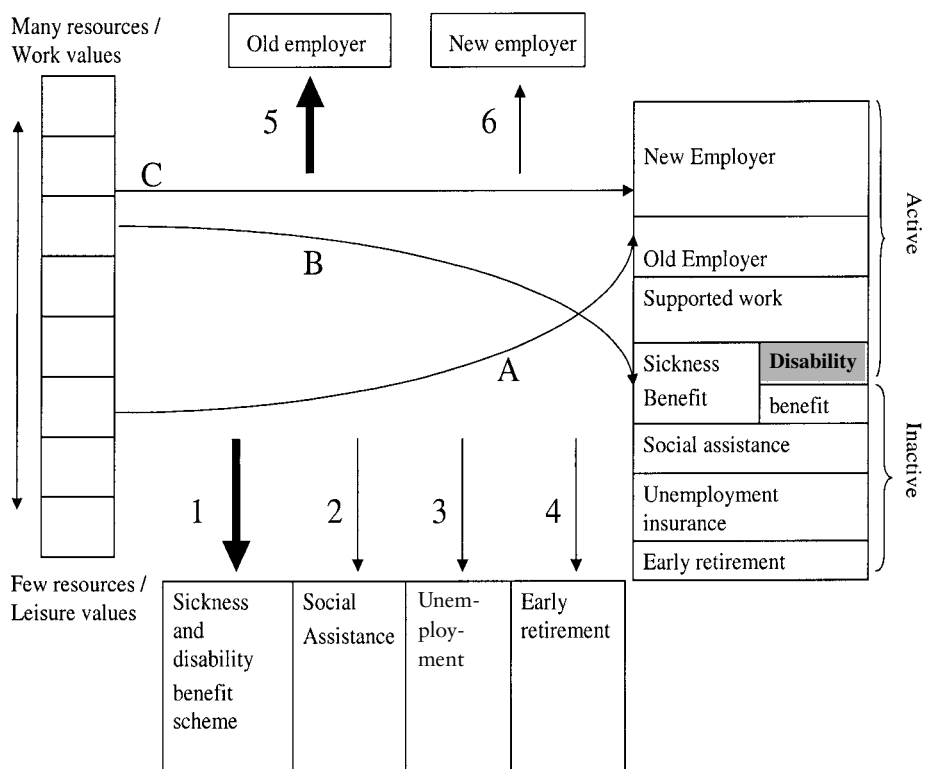 Many resources /
Work values
Old employer
New employer
5
6
C
B
A
New Employer
Old Employer
Supported work
Sickness
Benefit
Disability
benefit
Social assistance
Unemployment
insurance
Early retirement
Active
Inactive
1
2
3
4
Few resources /
Leisure values
Sickness
and
disability
benefit
scheme
Social
Assistance
Unem-
ploy-
ment
Early
retirement